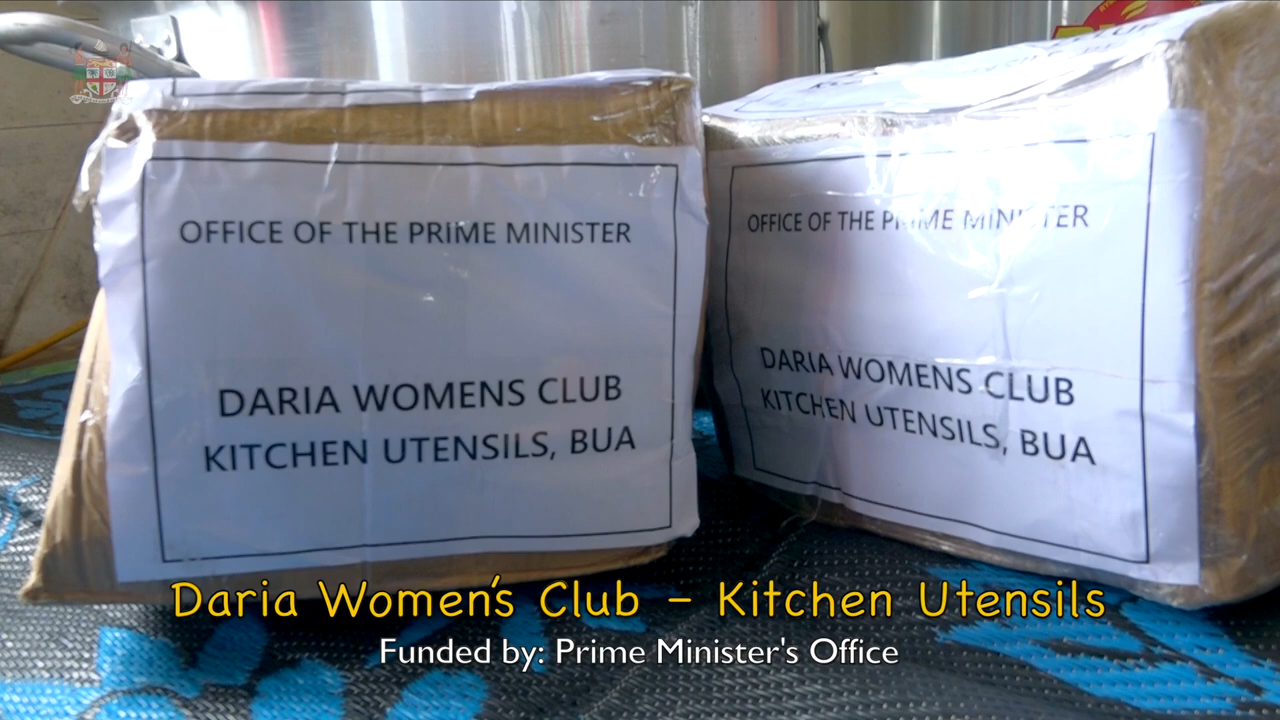 OFFICE OF THE PRIME MINISTER
DARIA WOMENS CLUB
KITCHEN UTENSILS, BUA
OFFICE OF THE PRIME MINISTER
DARIA WOMENS CLUB
KITCHEN UTENSILS, BUA
Daria Women's Club – Kitchen Utensils
Funded by: Prime Minister's Office